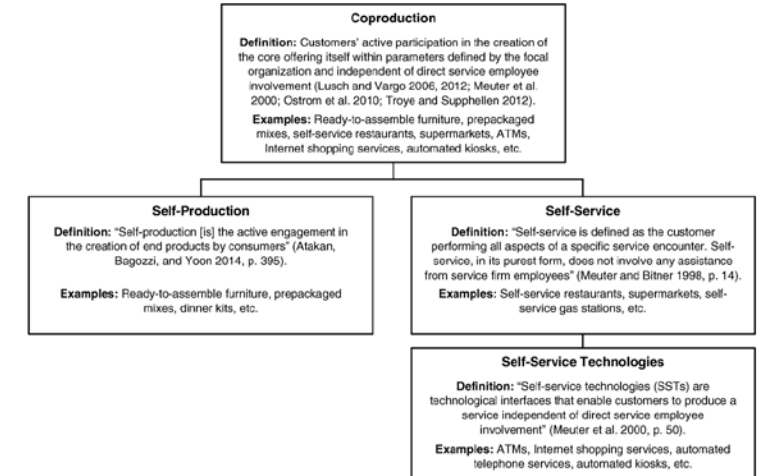 Coproduction
Definition: Customers' active participation in the creation of
the core offering itself within parameters defined by the focal
organization and independent of direct service employee
involvement (Lusch and Vargo 2006, 2012; Meuter et al.
2000; Ostrom et al. 2010; Troye and Supphellen 2012).
Examples: Ready-to-assemble furniture, prepackaged
mixes, self-service restaurants, supermarkets, ATMs,
Internet shopping services, automated kiosks, etc.
Self-Production
Definition: "Self-production [is] the active engagement in
the creation of end products by consumers" (Atakan,
Bagozzi, and Yoon 2014, p. 395).
Examples: Ready-to-assemble furniture, prepackaged
mixes, dinner kits, etc.
Self-Service
Definition: "Self-service is defined as the customer
performing all aspects of a specific service encounter. Self-
service, in its purest form, does not involve any assistance
from service firm employees" (Meuter and Bitner 1998, p. 14).
Examples: Self-service restaurants, supermarkets, self-
service gas stations, etc.
Self-Service Technologies
Definition: "Self-service technologies (SSTs) are
technological interfaces that enable customers to produce a
service independent of direct service employee
involvement" (Meuter et al. 2000, p. 50).
Examples: ATMs, Internet shopping services, automated
telephone services, automated kiosks, etc.